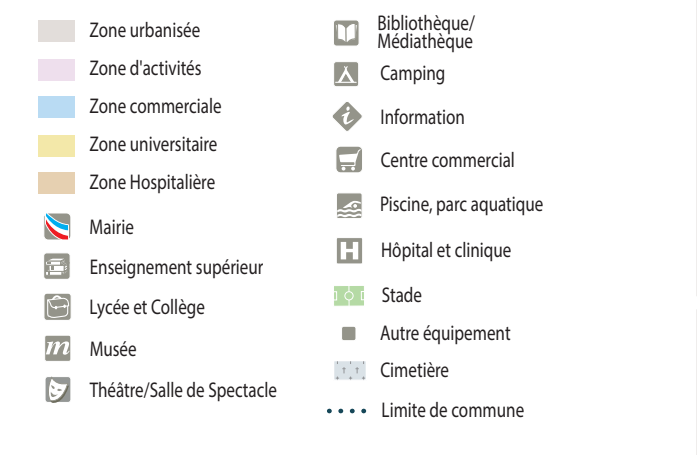 Zone urbanisée
Zone d'activités
Zone commerciale
Zone universitaire
Zone Hospitalière
Mairie
Enseignement supérieur
Lycée et Collège
m Musée
Théâtre/Salle de Spectacle
Bibliothèque/
Médiathèque
Camping
i Information
Centre commercial
Piscine, parc aquatique
H Hôpital et clinique
Stade
Autre équipement
Cimetière
Limite de commune